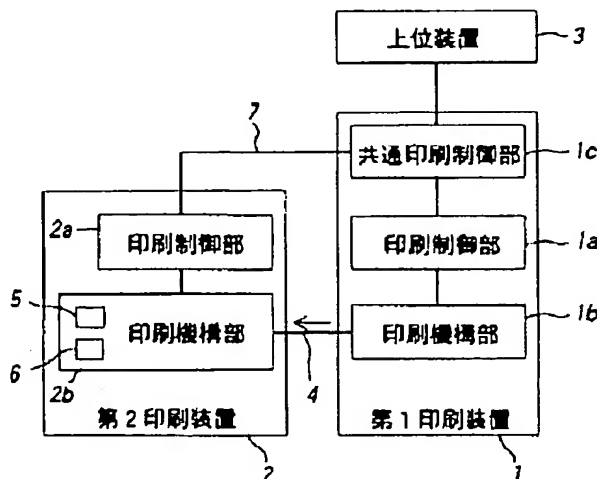 上位装置
3
7
共通印刷制御部
1c
2a
印刷制御部
印刷制御部
1a
5
印刷機構部
印刷機構部
1b
6
2b
4
第2印刷装置
第1印刷装置
2
1